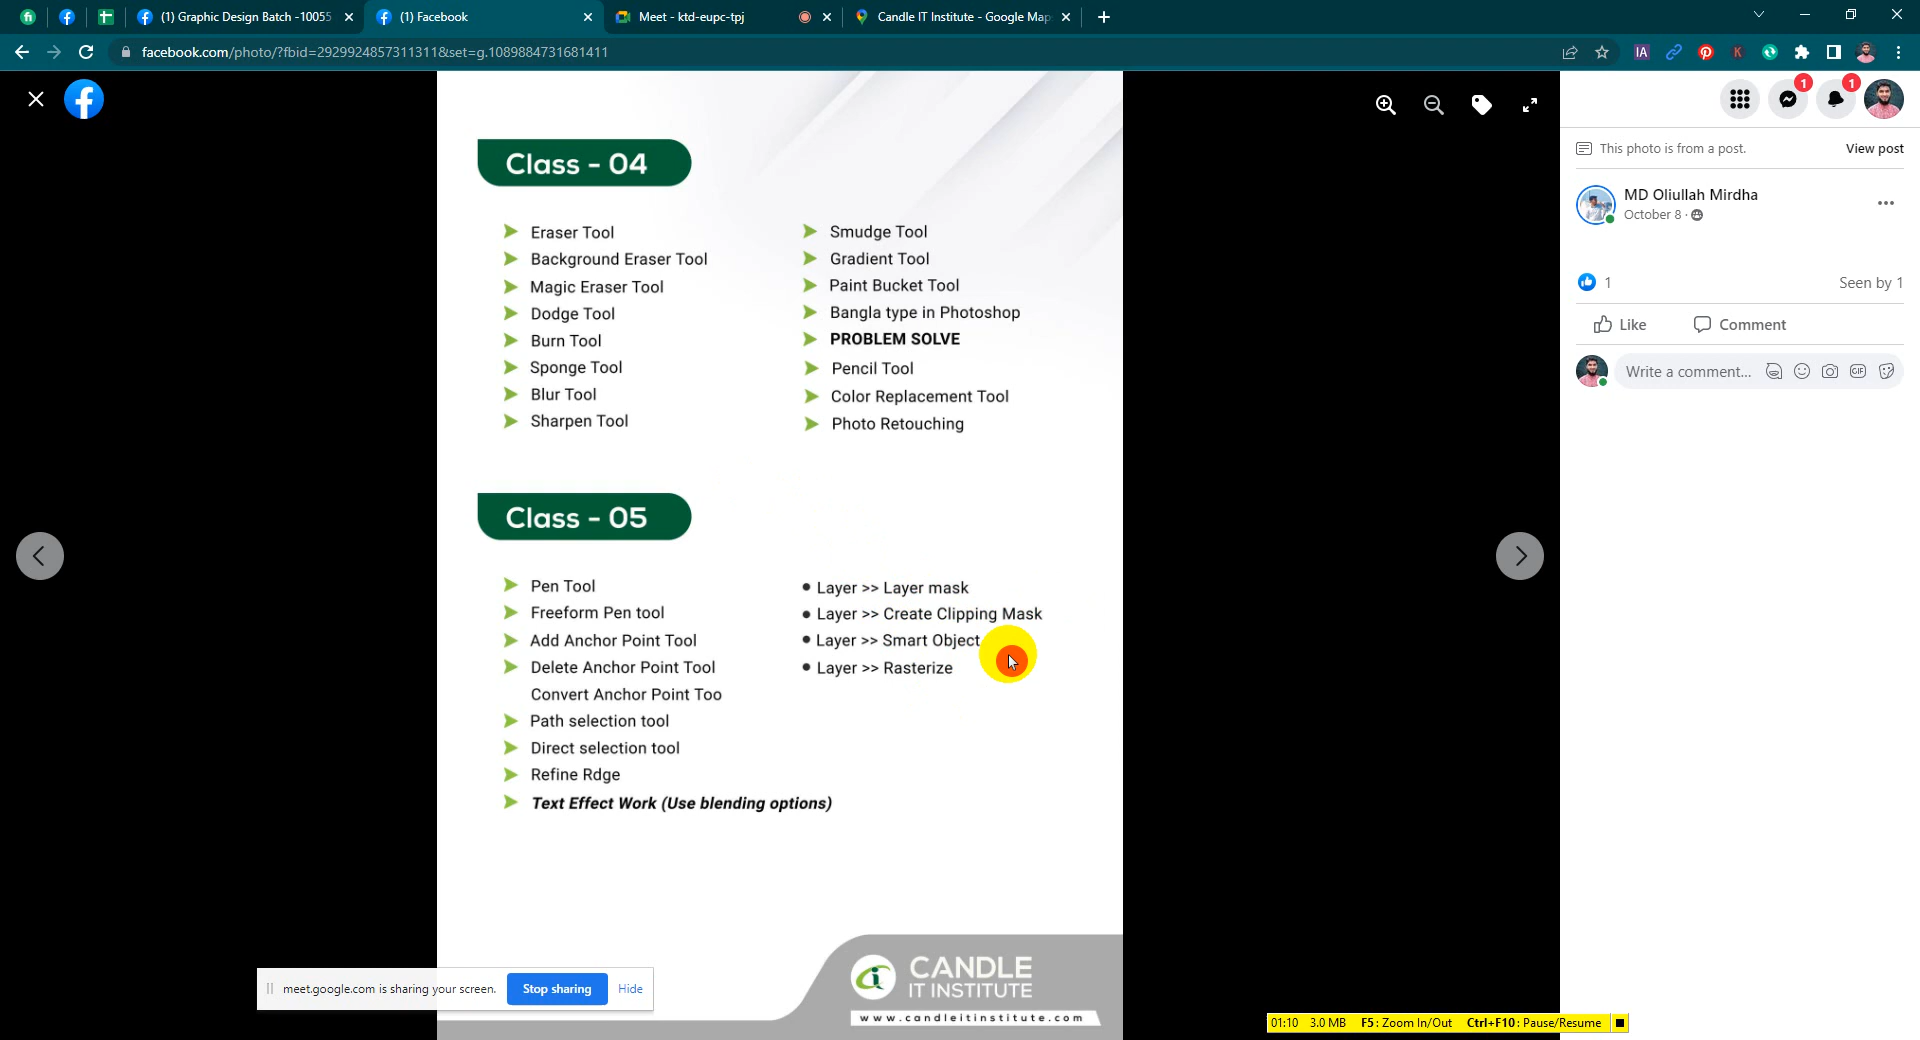 (1) Graphic Design Batch -10055
(1) Facebook
Meet - ktd-eupc-tpj
Candle IT Institute - Google Map
facebook.com/photo/?fbid=2929924857311311&set=g.1089884731681411
1
1
This photo is from a post.
View post
MD Oliullah Mirdha
October 8 ·
1
Seen by 1
Like
Comment
Write a comment...
GIF
Class - 04
Eraser Tool
Background Eraser Tool
Magic Eraser Tool
Dodge Tool
Burn Tool
Sponge Tool
Blur Tool
Sharpen Tool
Smudge Tool
Gradient Tool
Paint Bucket Tool
Bangla type in Photoshop
PROBLEM SOLVE
Pencil Tool
Color Replacement Tool
Photo Retouching
Class - 05
Pen Tool
Freeform Pen tool
Add Anchor Point Tool
Delete Anchor Point Tool
Convert Anchor Point Too
Path selection tool
Direct selection tool
Refine Rdge
Text Effect Work (Use blending options)
• Layer >> Layer mask
• Layer >> Create Clipping Mask
• Layer >> Smart Object
• Layer >> Rasterize
CANDLE
IT INSTITUTE
www.candleitinstitute.com
meet.google.com is sharing your screen.
Stop sharing
Hide
01:10 3.0 MB F5: Zoom In/Out Ctrl+F10: Pause/Resume